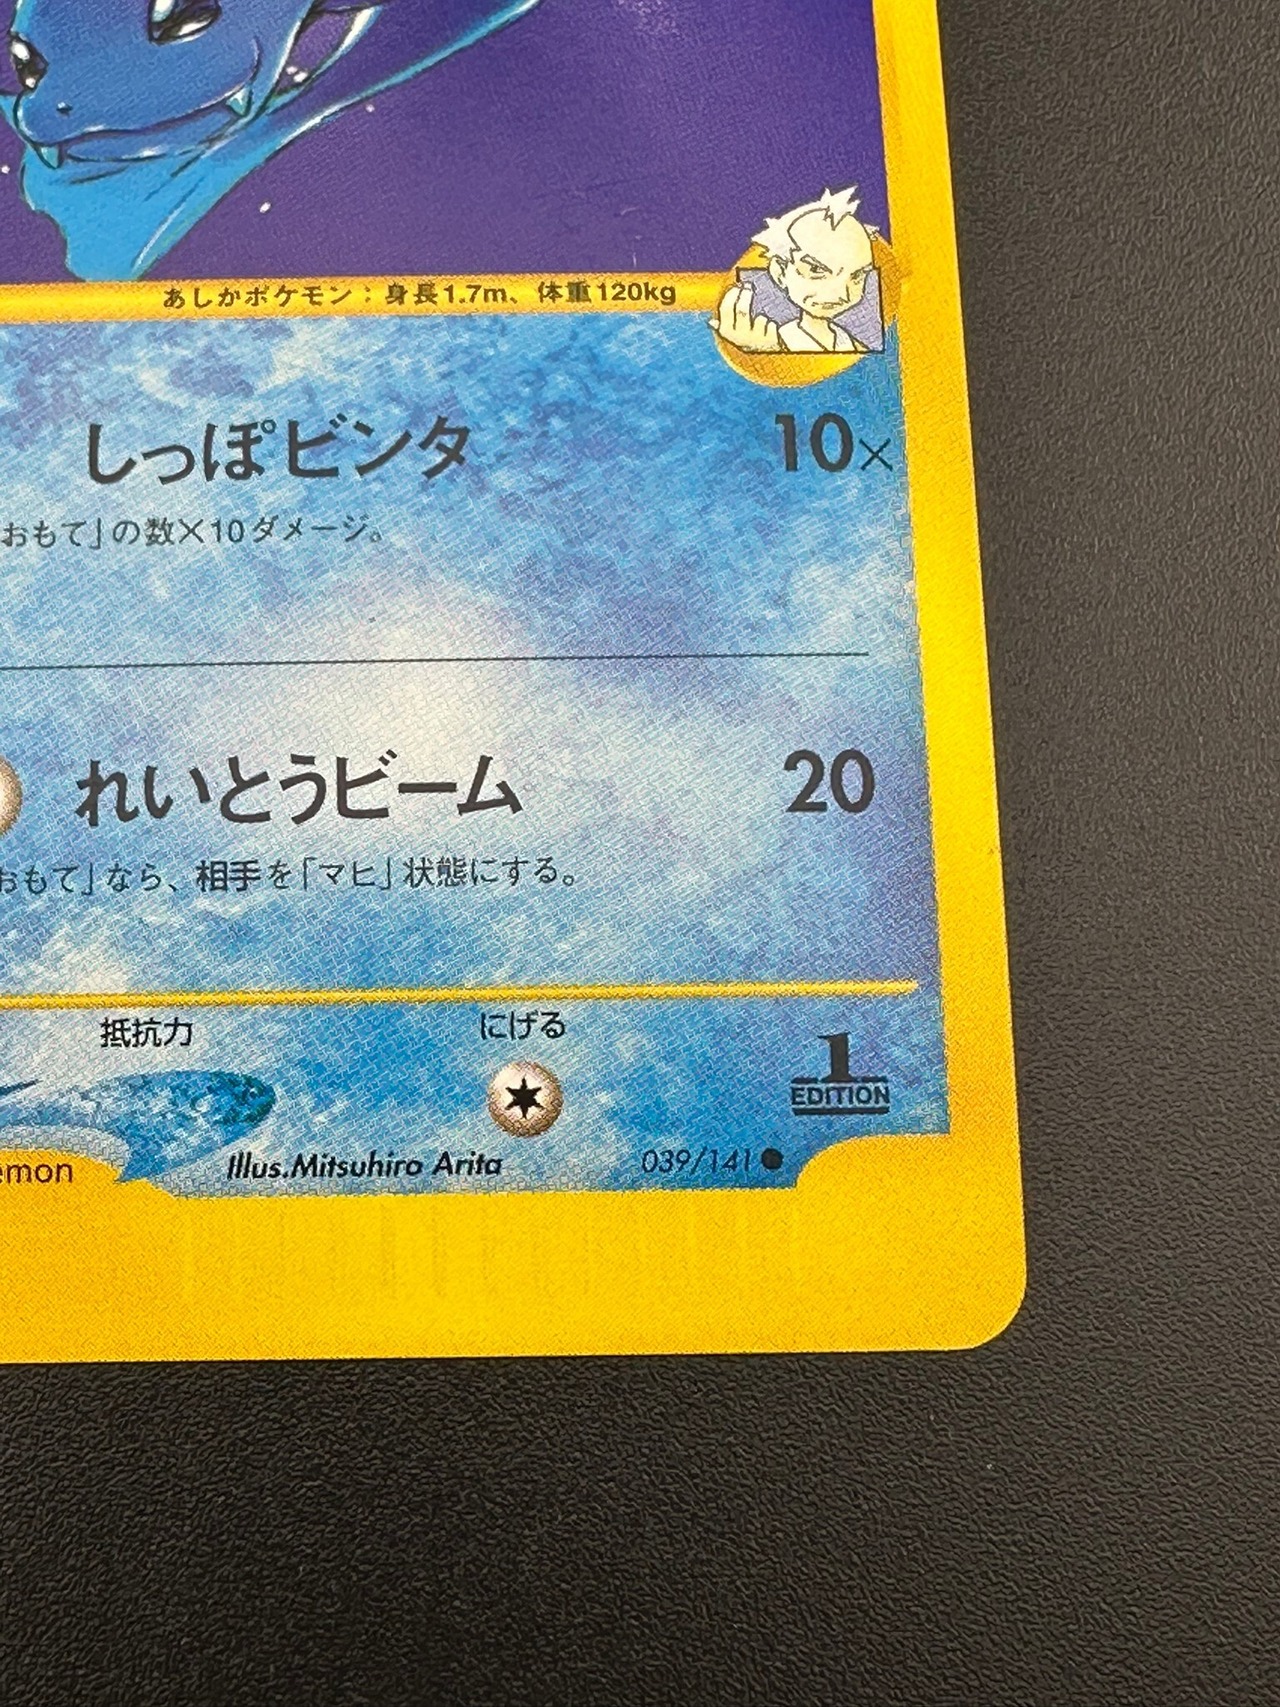 あしかポケモン：身長1.7m、体重120kg
しっぽビンタ 10×
おもて」の数×10ダメージ。
れいとうビーム 20
おもて」なら、相手を「マヒ」状態にする。
抵抗力 にげる
1
EDITION
emon Illus.Mitsuhiro Arita 039/141 ●